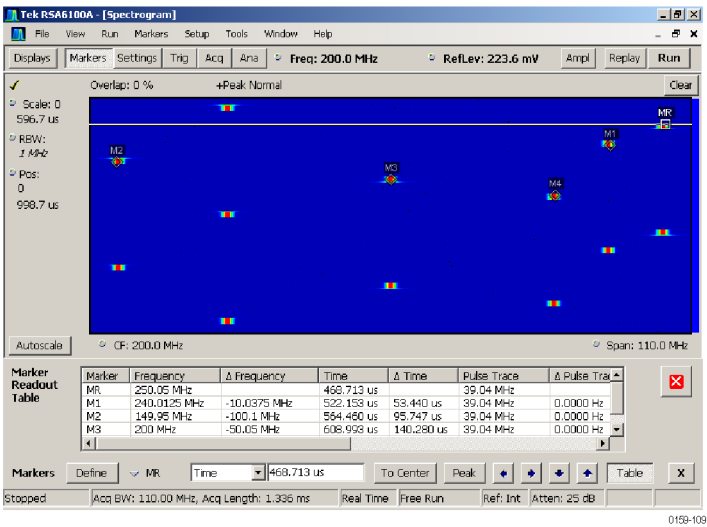 Tek RSA6100A - [Spectrogram]
File View Run Markers Setup Tools Window Help
Displays Markers Settings Trig Acq Ana Freq: 200.0 MHz RefLev: 223.6 mV Ampl Replay Run
Overlap: 0 % +Peak Normal Clear
Scale: 0
596.7 us
RBW:
1 MHz
Pos:
0
998.7 us
MR
M1
M2
M3
M4
Autoscale CF: 200.0 MHz Span: 110.0 MHz
Marker Readout Table
Marker Frequency Δ Frequency Time Δ Time Pulse Trace Δ Pulse Tra
MR 250.05 MHz 468.713 us 39.04 MHz
M1 240.0125 MHz -10.0375 MHz 522.153 us 53.440 us 39.04 MHz 0.0000 Hz
M2 149.95 MHz -100.1 MHz 564.460 us 95.747 us 39.04 MHz 0.0000 Hz
M3 200 MHz -50.05 MHz 608.993 us 140.280 us 39.04 MHz 0.0000 Hz
Markers Define MR Time 468.713 us To Center Peak Table X
Stopped Acq BW: 110.00 MHz, Acq Length: 1.336 ms Real Time Free Run Ref: Int Atten: 25 dB
0159-109